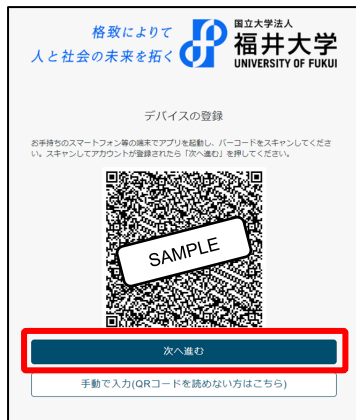 格致によりて
人と社会の未来を拓く
国立大学法人
福井大学
UNIVERSITY OF FUKUI
デバイスの登録
お手持ちのスマートフォン等の端末でアプリを起動し、バーコードをスキャンしてくださ
い。スキャンしてアカウントが登録されたら「次へ進む」を押してください。
SAMPLE
次へ進む
手動で入力(QRコードを読めない方はこちら)